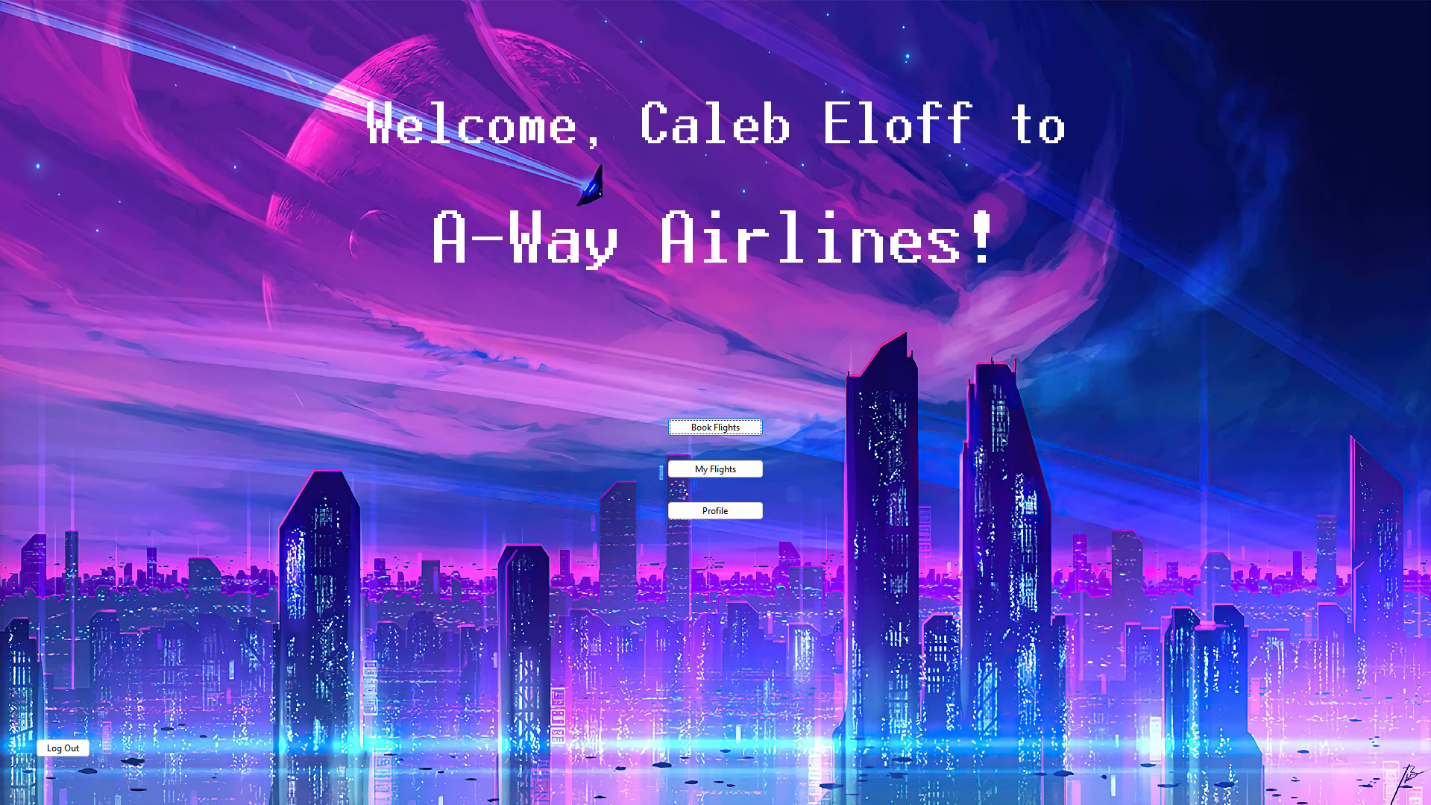 Welcome, Caleb Eloff to
A-Way Airlines!
Book Flights
My Flights
Profile
Log Out